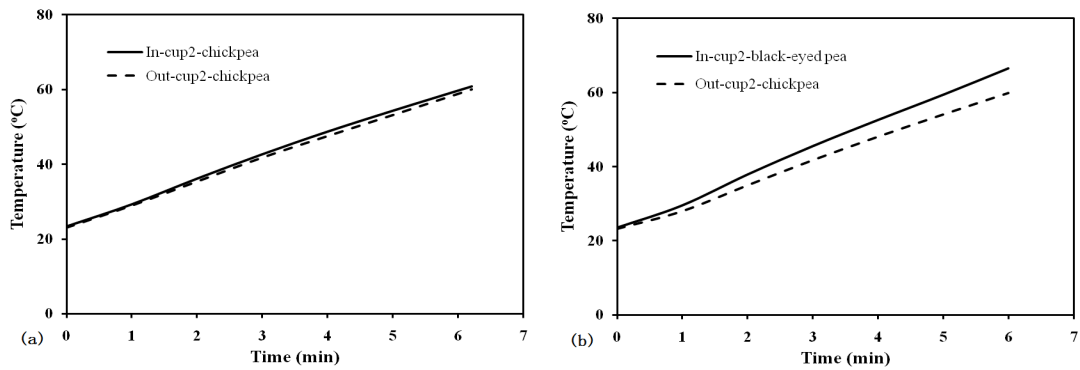 80
60
40
20
0
Temperature (°C)
In-cup2-chickpea
Out-cup2-chickpea
0 1 2 3 4 5 6 7
Time (min)
(a)
80
60
40
20
0
Temperature (°C)
In-cup2-black-eyed pea
Out-cup2-chickpea
0 1 2 3 4 5 6 7
Time (min)
(b)